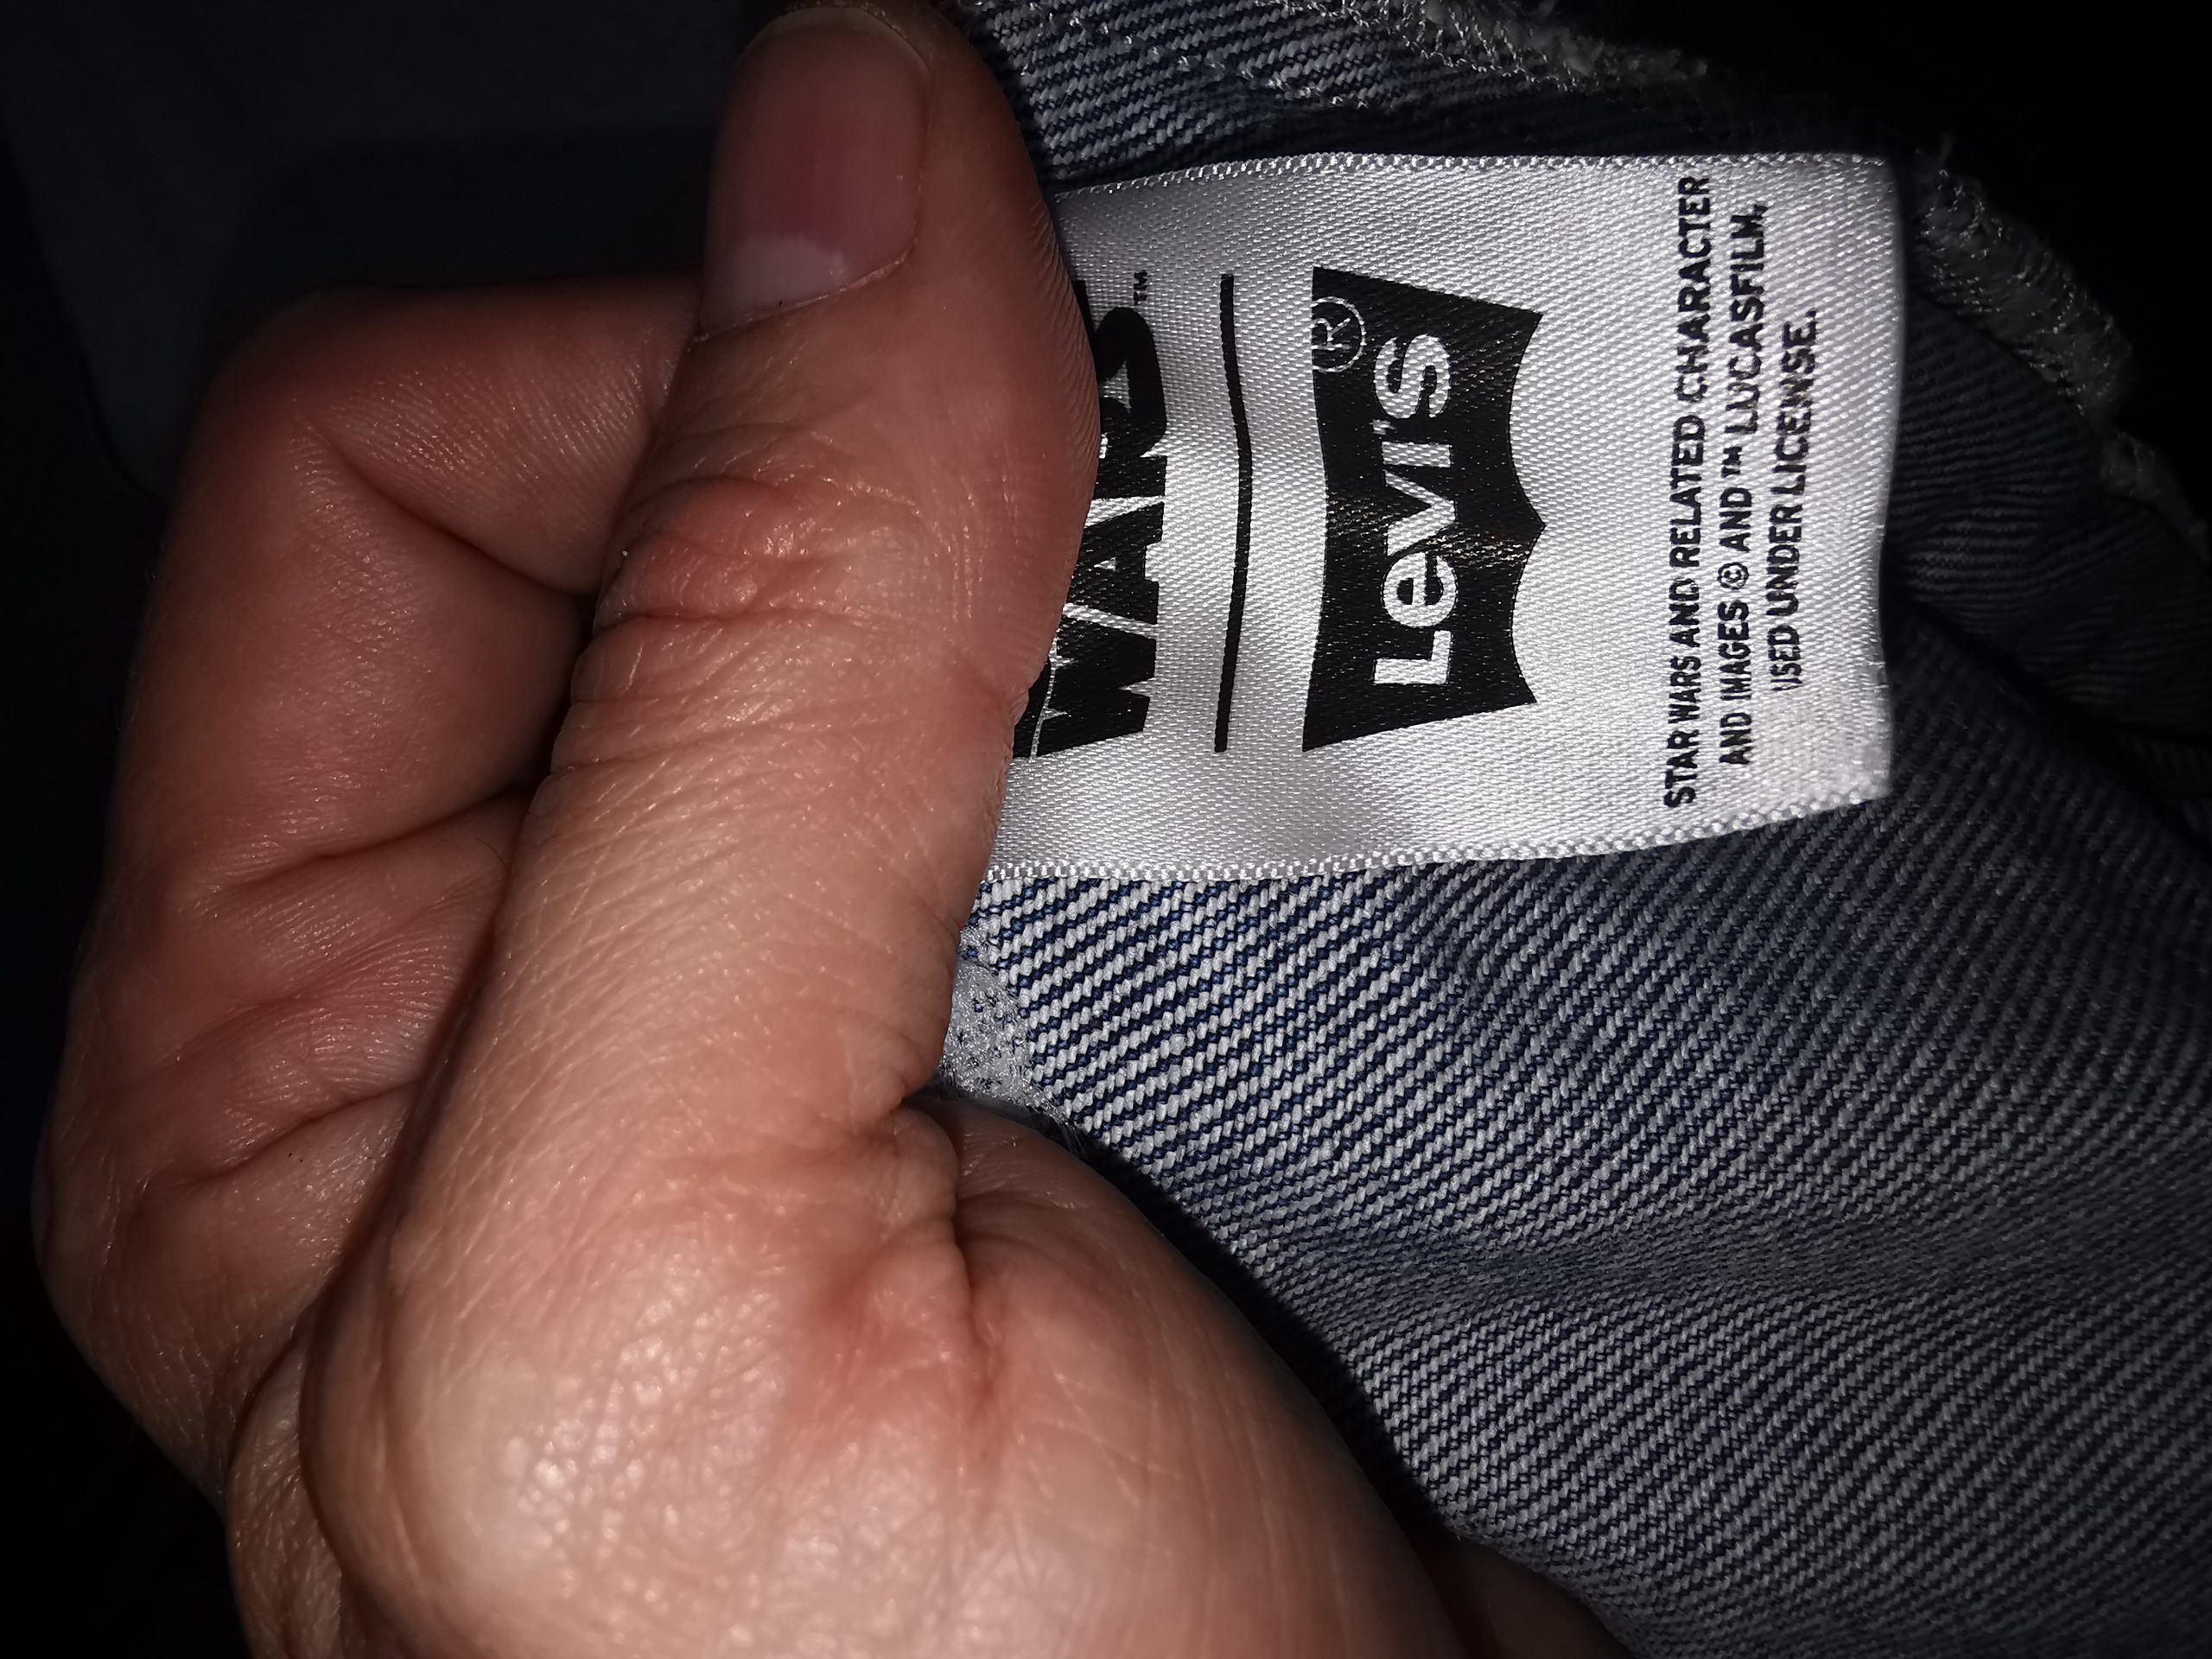 WARS™
Levi's®
STAR WARS AND RELATED CHARACTER
AND IMAGES © AND ™ LUCASFILM,
USED UNDER LICENSE.